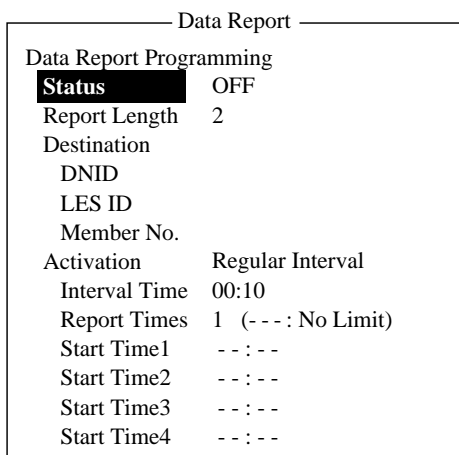 Data Report
Data Report Programming
Status OFF
Report Length 2
Destination
DNID
LES ID
Member No.
Activation Regular Interval
Interval Time 00:10
Report Times 1 (- - - : No Limit)
Start Time1 - - : - -
Start Time2 - - : - -
Start Time3 - - : - -
Start Time4 - - : - -